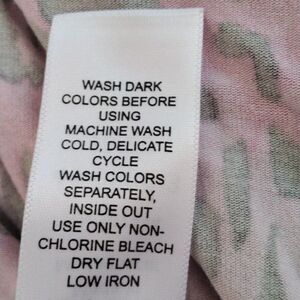 WASH DARK
COLORS BEFORE
USING
MACHINE WASH
COLD, DELICATE
CYCLE
WASH COLORS
SEPARATELY,
INSIDE OUT
USE ONLY NON-
CHLORINE BLEACH
DRY FLAT
LOW IRON